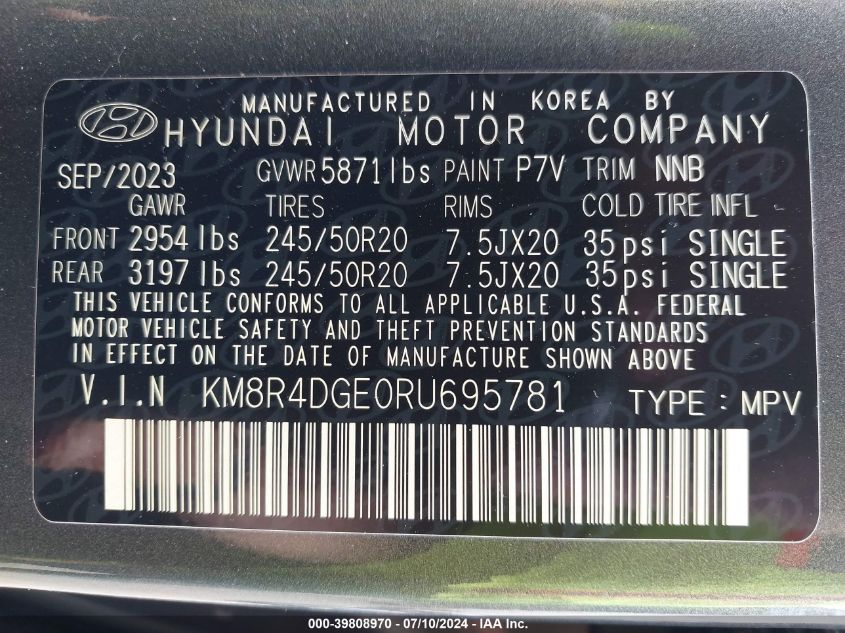 MANUFACTURED IN KOREA BY
HYUNDAI MOTOR COMPANY
SEP/2023 GVWR 5871 lbs PAINT P7V TRIM NNB
GAWR TIRES RIMS COLD TIRE INFL
FRONT 2954 lbs 245/50R20 7.5JX20 35psi SINGLE
REAR 3197 lbs 245/50R20 7.5JX20 35psi SINGLE
THIS VEHICLE CONFORMS TO ALL APPLICABLE U.S.A. FEDERAL
MOTOR VEHICLE SAFETY AND THEFT PREVENTION STANDARDS
IN EFFECT ON THE DATE OF MANUFACTURE SHOWN ABOVE
V.I.N KM8R4DGE0RU695781 TYPE : MPV
000-39808970 - 07/10/2024 - IAA Inc.